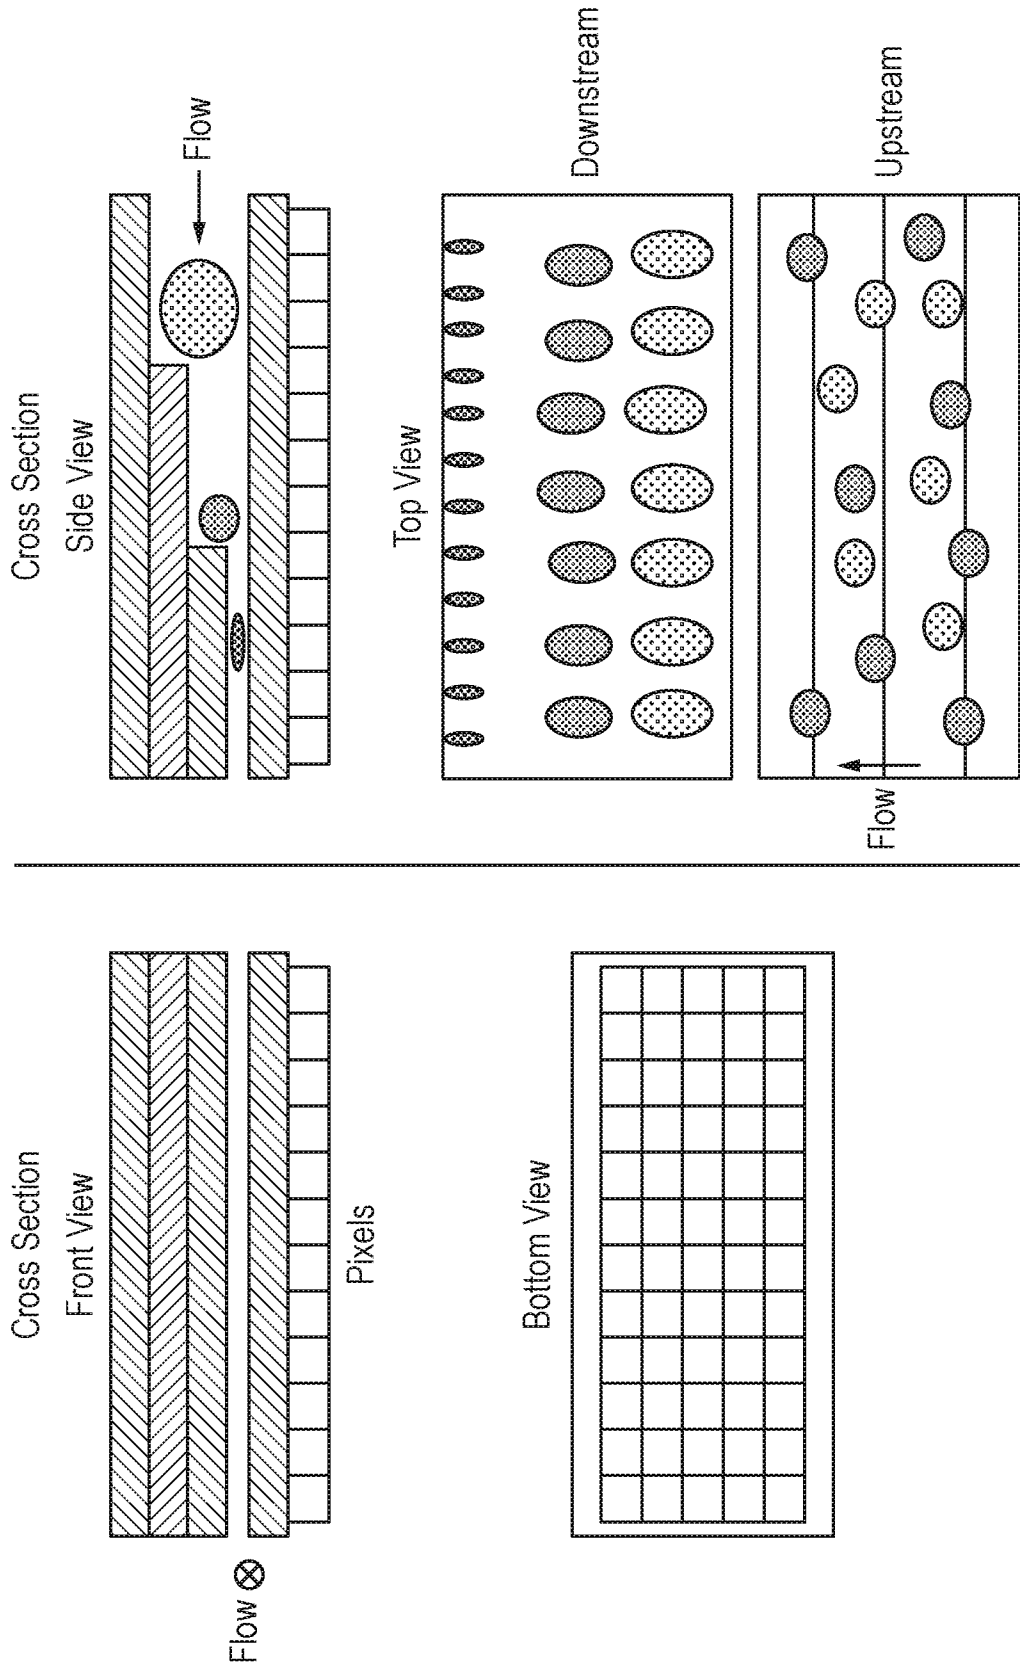 Cross Section
Front View
Flow
Pixels
Bottom View
Cross Section
Side View
Flow
Top View
Downstream
Upstream
Flow